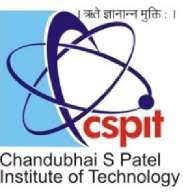 । ऋते ज्ञानान्न मुक्तिः ।
cspit
Chandubhai S Patel
Institute of Technology